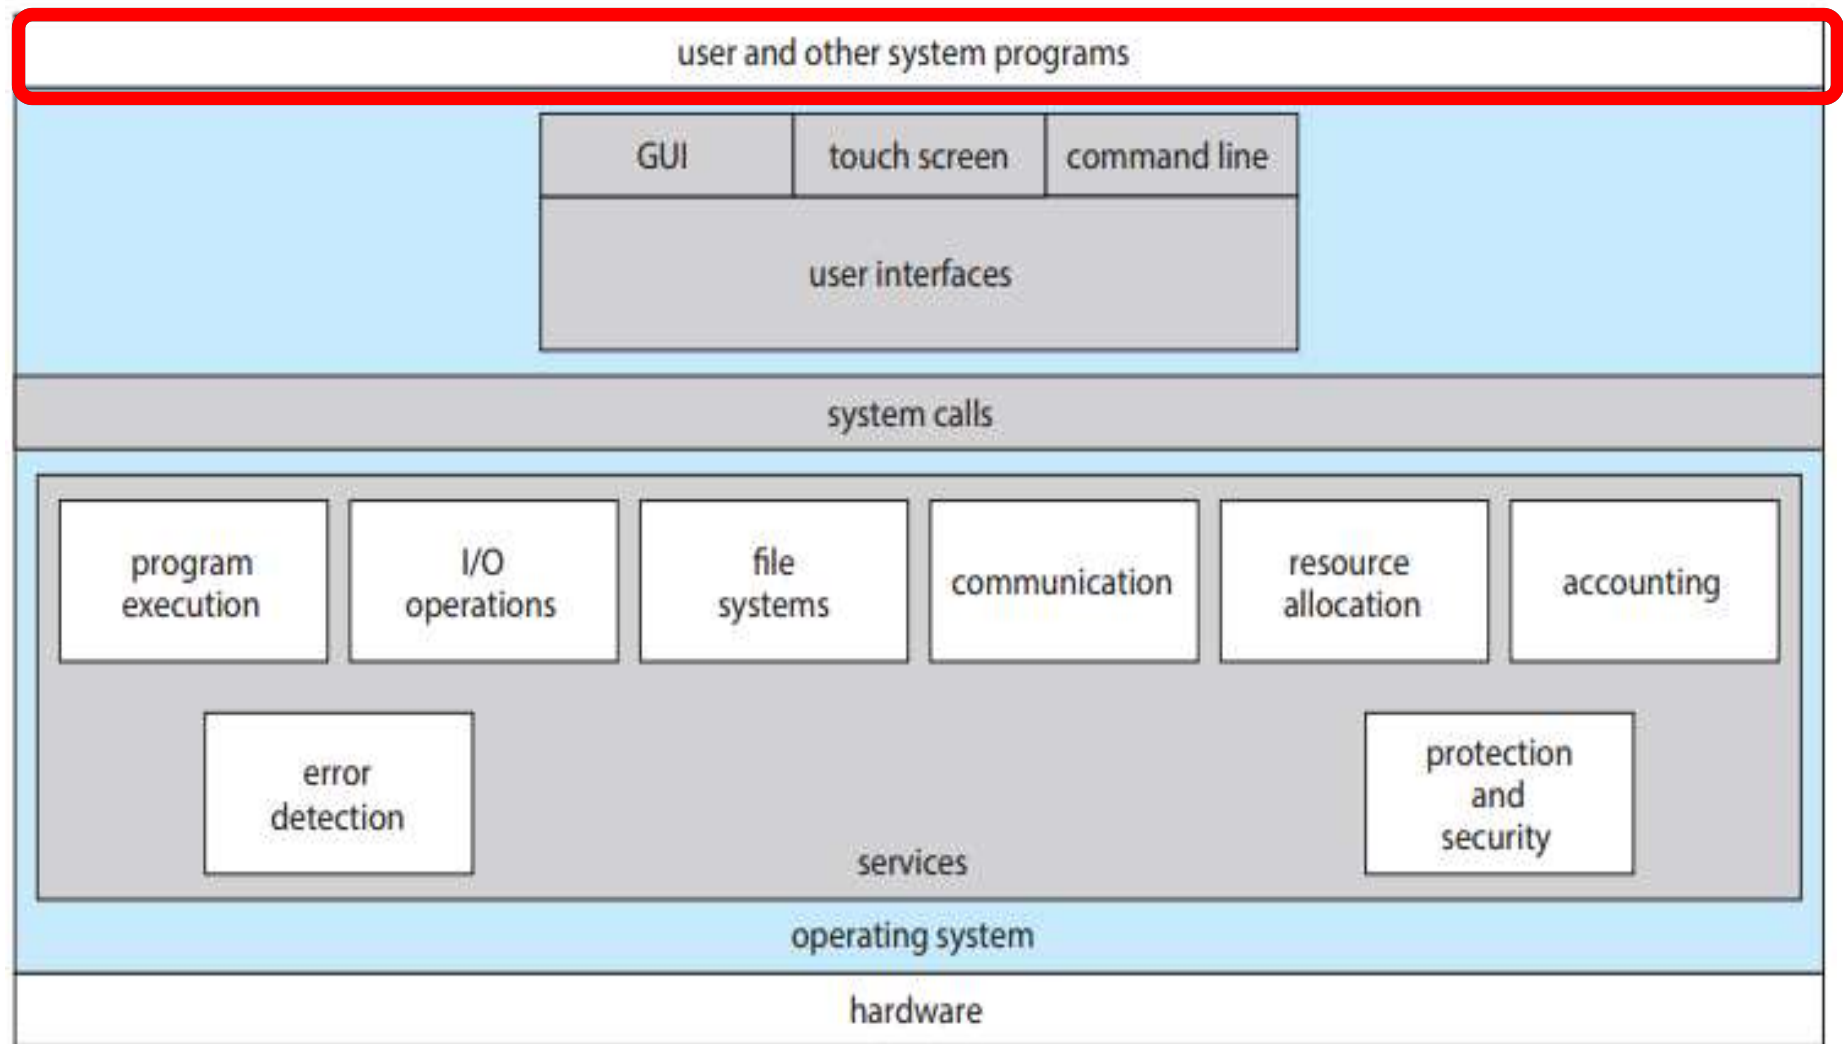 user and other system programs
GUI
touch screen
command line
user interfaces
system calls
program
execution
I/O
operations
file
systems
communication
resource
allocation
accounting
error
detection
protection
and
security
services
operating system
hardware